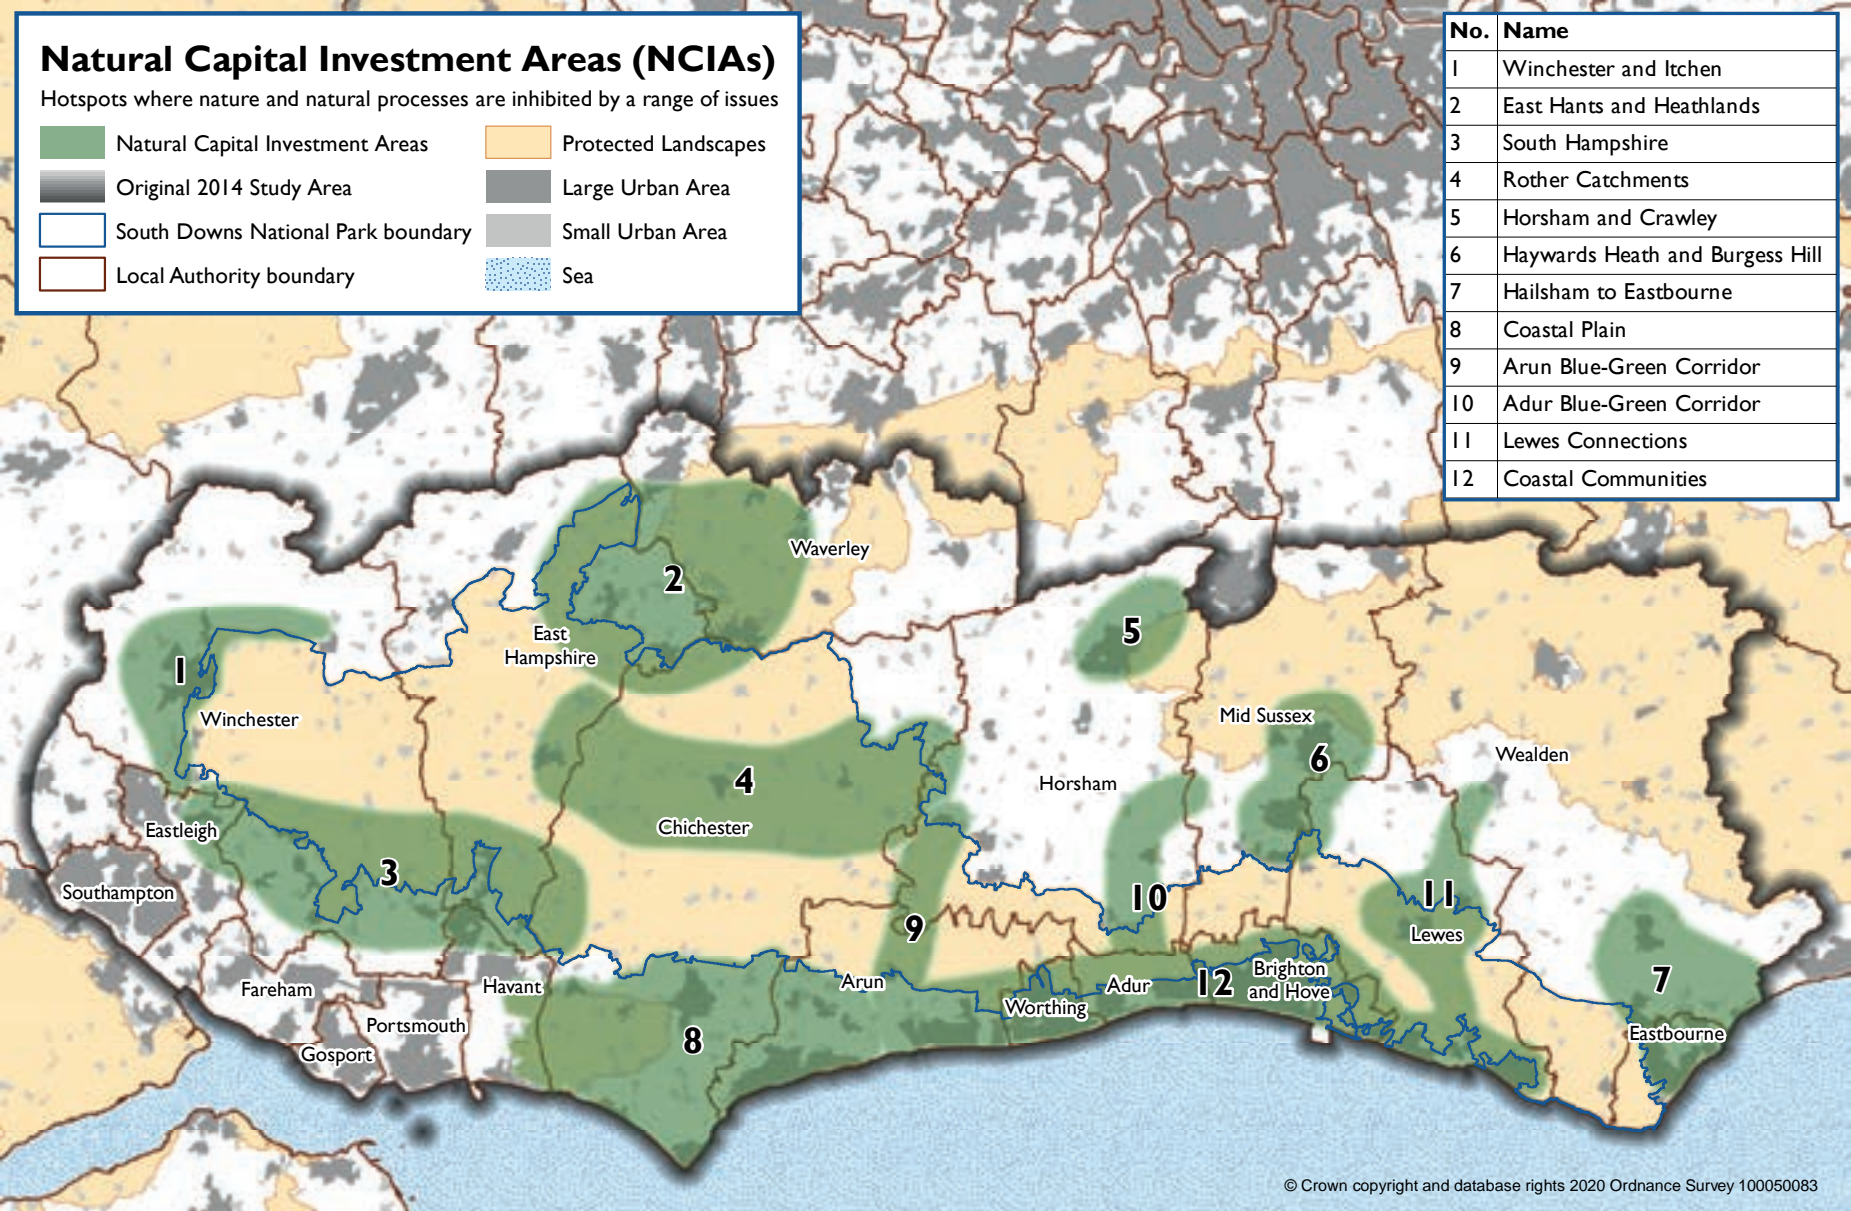 Natural Capital Investment Areas (NCIAs)
Hotspots where nature and natural processes are inhibited by a range of issues
Natural Capital Investment Areas
Protected Landscapes
Original 2014 Study Area
Large Urban Area
South Downs National Park boundary
Small Urban Area
Local Authority boundary
Sea
No. Name
1 Winchester and Itchen
2 East Hants and Heathlands
3 South Hampshire
4 Rother Catchments
5 Horsham and Crawley
6 Haywards Heath and Burgess Hill
7 Hailsham to Eastbourne
8 Coastal Plain
9 Arun Blue-Green Corridor
10 Adur Blue-Green Corridor
11 Lewes Connections
12 Coastal Communities
Waverley
2
East
Hampshire
5
1
Winchester
Mid Sussex
6
Wealden
4
Horsham
Chichester
Eastleigh
3
Southampton
10
11
9
Lewes
Fareham
Havant
Arun
Adur
12
Brighton
and Hove
7
Worthing
Portsmouth
Eastbourne
8
Gosport
© Crown copyright and database rights 2020 Ordnance Survey 100050083